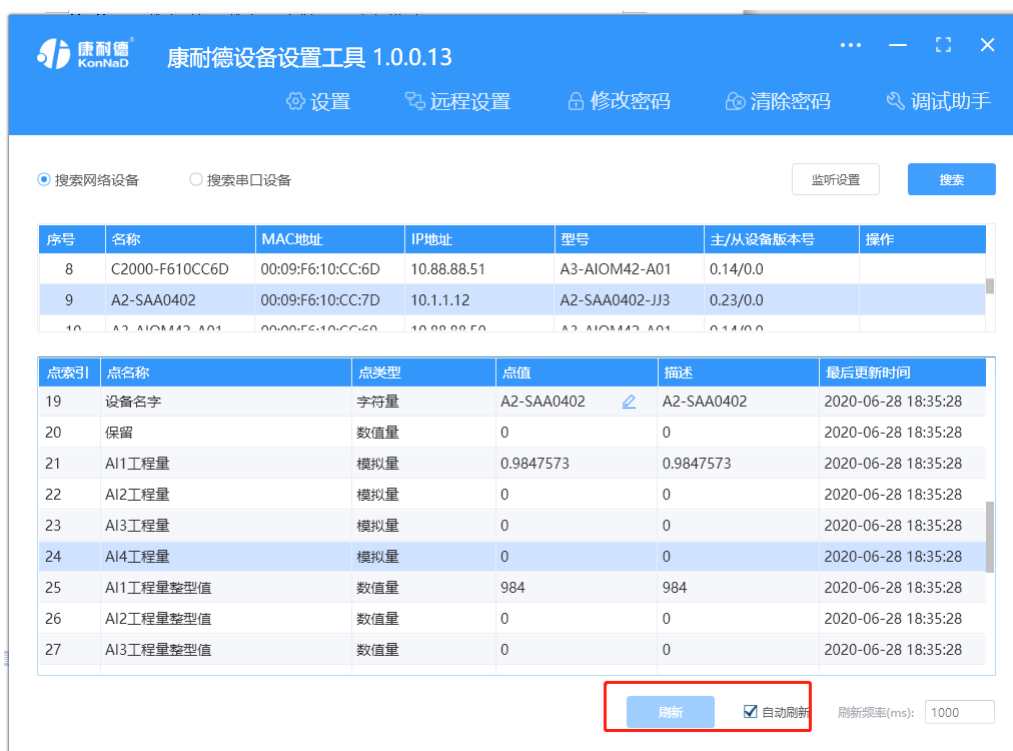 康耐德®
KonNaD
康耐德设备设置工具 1.0.0.13
设置 远程设置 修改密码 清除密码 调试助手
搜索网络设备 搜索串口设备 监听设置 搜索
序号 名称 MAC地址 IP地址 型号 主/从设备版本号 操作
8 C2000-F610CC6D 00:09:F6:10:CC:6D 10.88.88.51 A3-AIOM42-A01 0.14/0.0
9 A2-SAA0402 00:09:F6:10:CC:7D 10.1.1.12 A2-SAA0402-JJ3 0.23/0.0
点索引 点名称 点类型 点值 描述 最后更新时间
19 设备名字 字符量 A2-SAA0402 A2-SAA0402 2020-06-28 18:35:28
20 保留 数值量 0 0 2020-06-28 18:35:28
21 AI1工程量 模拟量 0.9847573 0.9847573 2020-06-28 18:35:28
22 AI2工程量 模拟量 0 0 2020-06-28 18:35:28
23 AI3工程量 模拟量 0 0 2020-06-28 18:35:28
24 AI4工程量 模拟量 0 0 2020-06-28 18:35:28
25 AI1工程量整型值 数值量 984 984 2020-06-28 18:35:28
26 AI2工程量整型值 数值量 0 0 2020-06-28 18:35:28
27 AI3工程量整型值 数值量 0 0 2020-06-28 18:35:28
刷新 自动刷新 刷新频率(ms): 1000